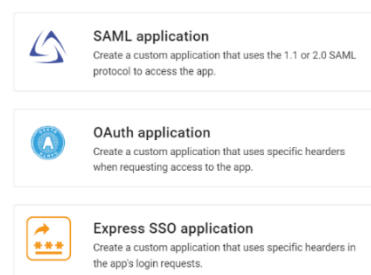 SAML application
Create a custom application that uses the 1.1 or 2.0 SAML
protocol to access the app.
OAuth application
Create a custom application that uses specific hearders
when requesting access to the app.
Express SSO application
Create a custom application that uses specific hearders in
the app's login requests.